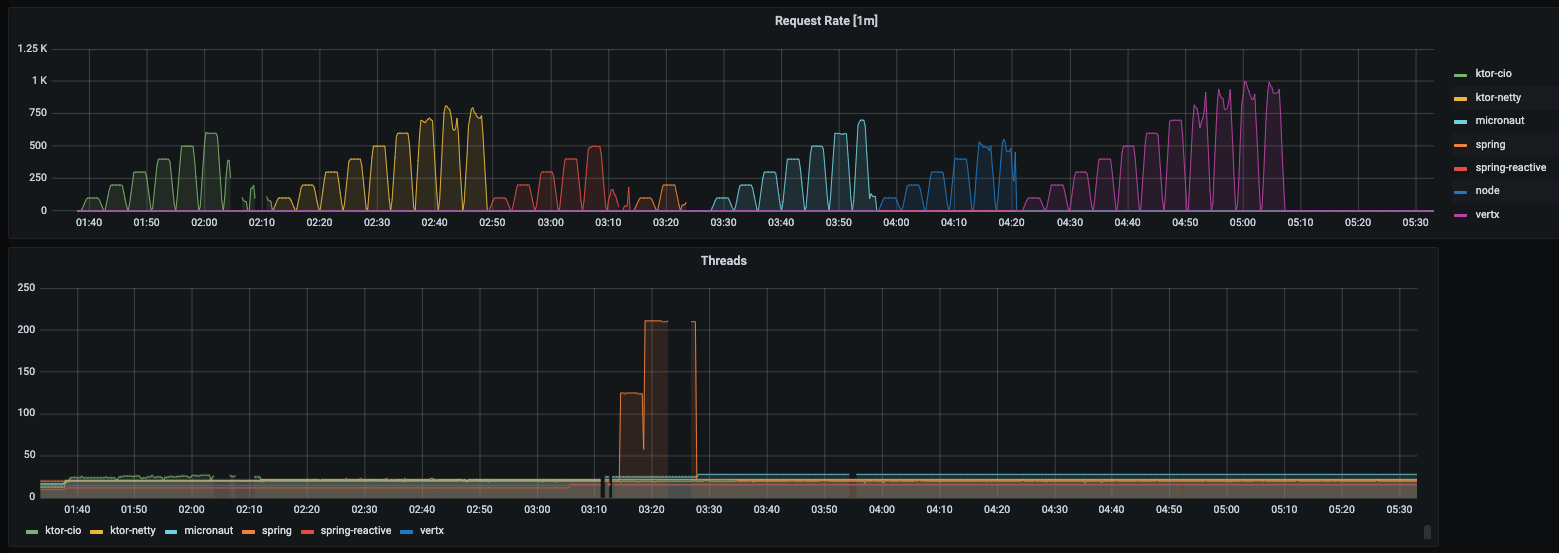 Request Rate [1m]
1.25 K
1 K
750
500
250
0
01:40 01:50 02:00 02:10 02:20 02:30 02:40 02:50 03:00 03:10 03:20 03:30 03:40 03:50 04:00 04:10 04:20 04:30 04:40 04:50 05:00 05:10 05:20 05:30
ktor-cio
ktor-netty
micronaut
spring
spring-reactive
node
vertx
Threads
250
200
150
100
50
0
01:40 01:50 02:00 02:10 02:20 02:30 02:40 02:50 03:00 03:10 03:20 03:30 03:40 03:50 04:00 04:10 04:20 04:30 04:40 04:50 05:00 05:10 05:20 05:30
ktor-cio ktor-netty micronaut spring spring-reactive vertx